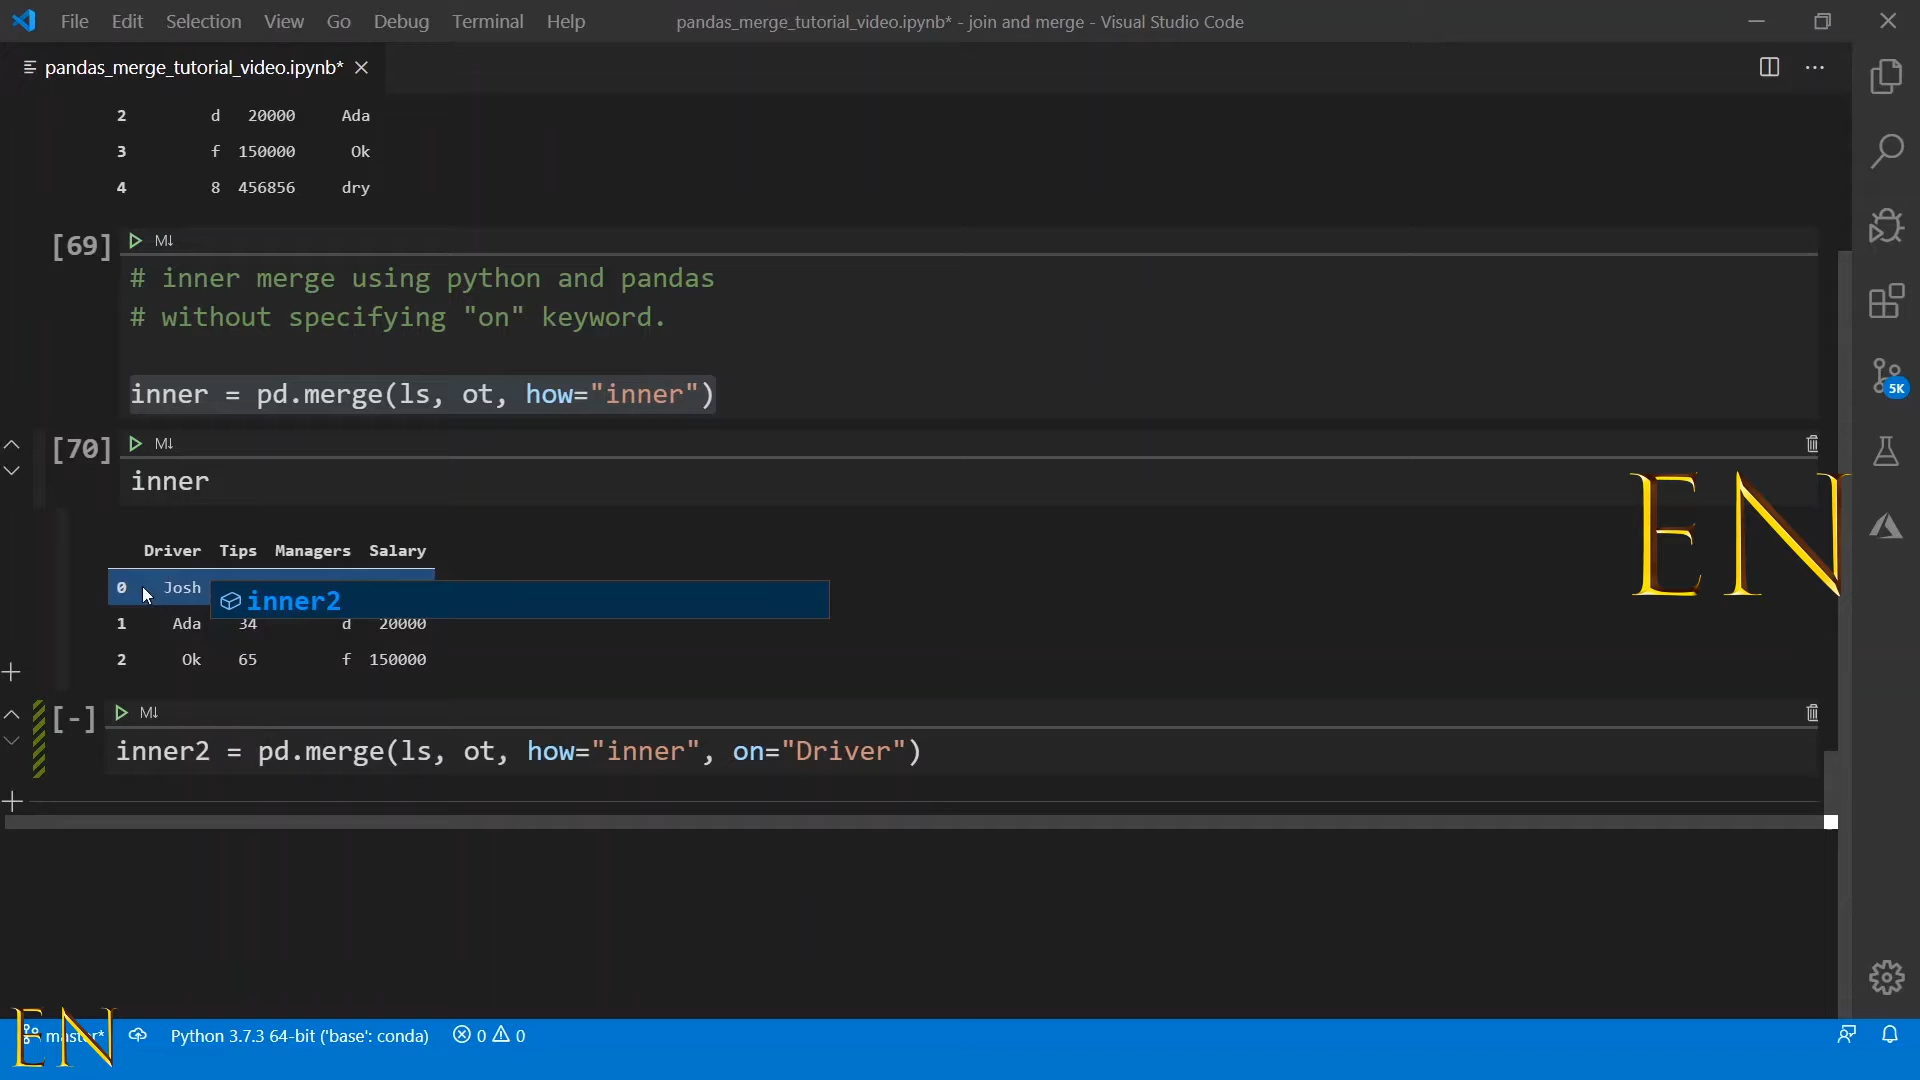 File Edit Selection View Go Debug Terminal Help pandas_merge_tutorial_video.ipynb* - join and merge - Visual Studio Code
pandas_merge_tutorial_video.ipynb*
2 d 20000 Ada
3 f 150000 Ok
4 8 456856 dry
[69] M↓
# inner merge using python and pandas
# without specifying "on" keyword.
inner = pd.merge(ls, ot, how="inner")
5K
[70] M↓
inner
EN
Driver Tips Managers Salary
0 Josh
inner2
1 Ada 34 d 20000
2 Ok 65 f 150000
[-] M↓
inner2 = pd.merge(ls, ot, how="inner", on="Driver")
EN
master* Python 3.7.3 64-bit ('base': conda) 0 0